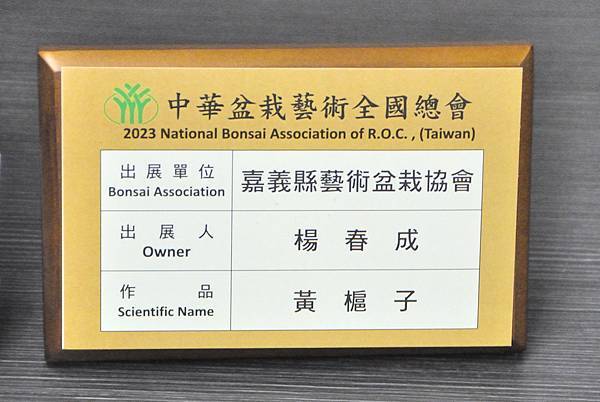 中華盆栽藝術全國總會
2023 National Bonsai Association of R.O.C. , (Taiwan)
出展單位
Bonsai Association
嘉義縣藝術盆栽協會
出展人
Owner
楊春成
作品
Scientific Name
黃槴子